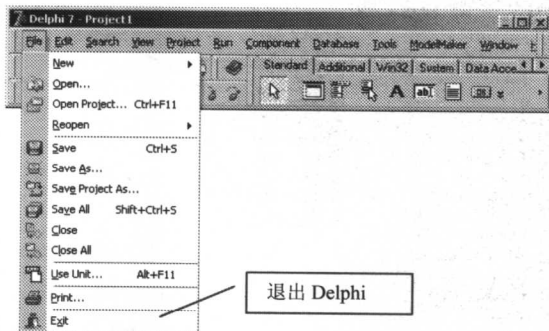 Delphi 7 - Project1
File Edit Search View Project Run Component Database Tools ModelMaker Window
Standard Additional Win32 System Data Acce
New
Open...
Open Project... Ctrl+F11
Reopen
Save Ctrl+S
Save As...
Save Project As...
Save All Shift+Ctrl+S
Close
Close All
Use Unit... Alt+F11
Print...
Exit
退出 Delphi